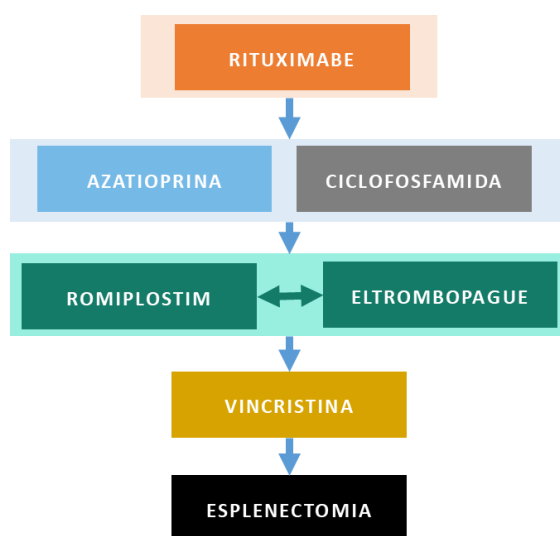 RITUXIMABE
AZATIOPRINA
CICLOFOSFAMIDA
ROMIPLOSTIM
ELTROMBOPAGUE
VINCRISTINA
ESPLENECTOMIA